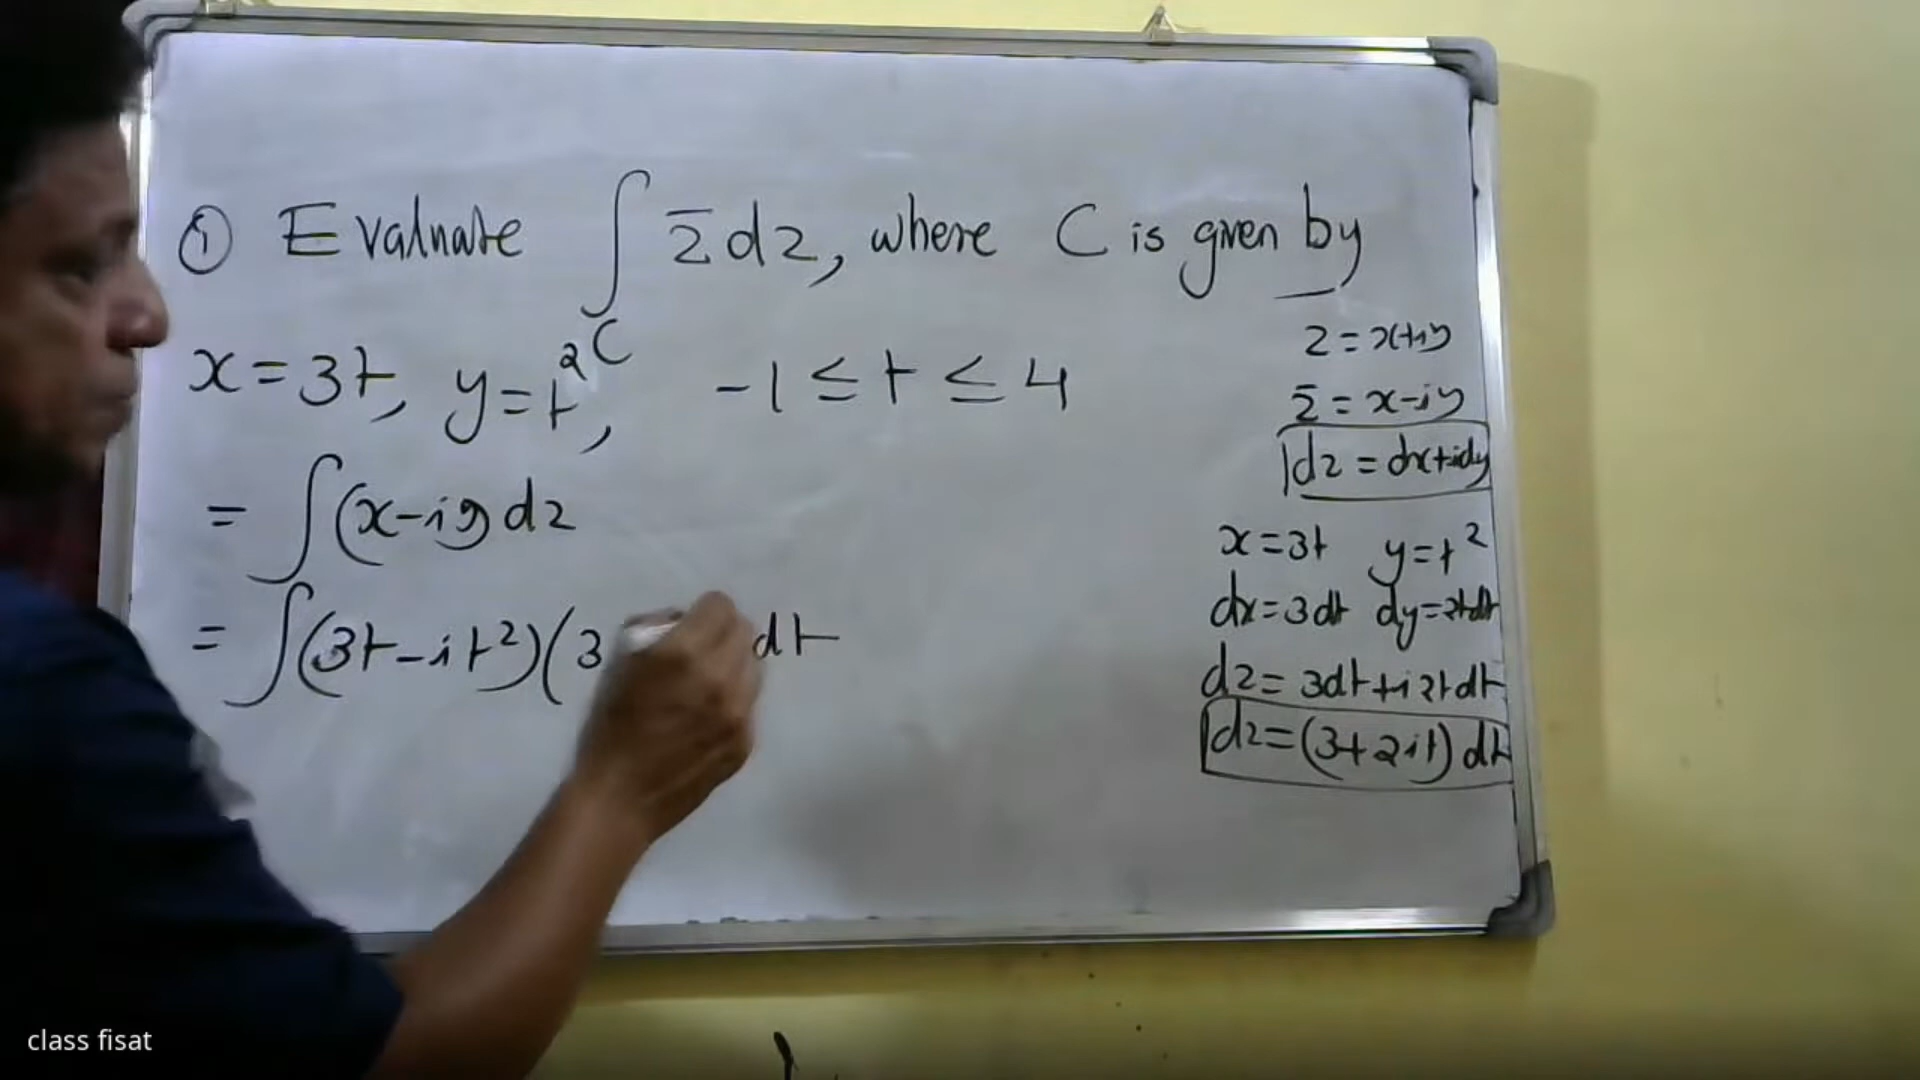 ① Evaluate ∫ z̄ dz, where C is given by
C
x = 3t, y = t², -1 ≤ t ≤ 4
= ∫(x-iy) dz
= ∫(3t-it²)(3 dt
z = x+iy
z̄ = x-iy
dz = dx+idy
x = 3t y = t²
dx = 3dt dy = 2tdt
dz = 3dt+i2tdt
dz = (3+2it) dt
class fisat